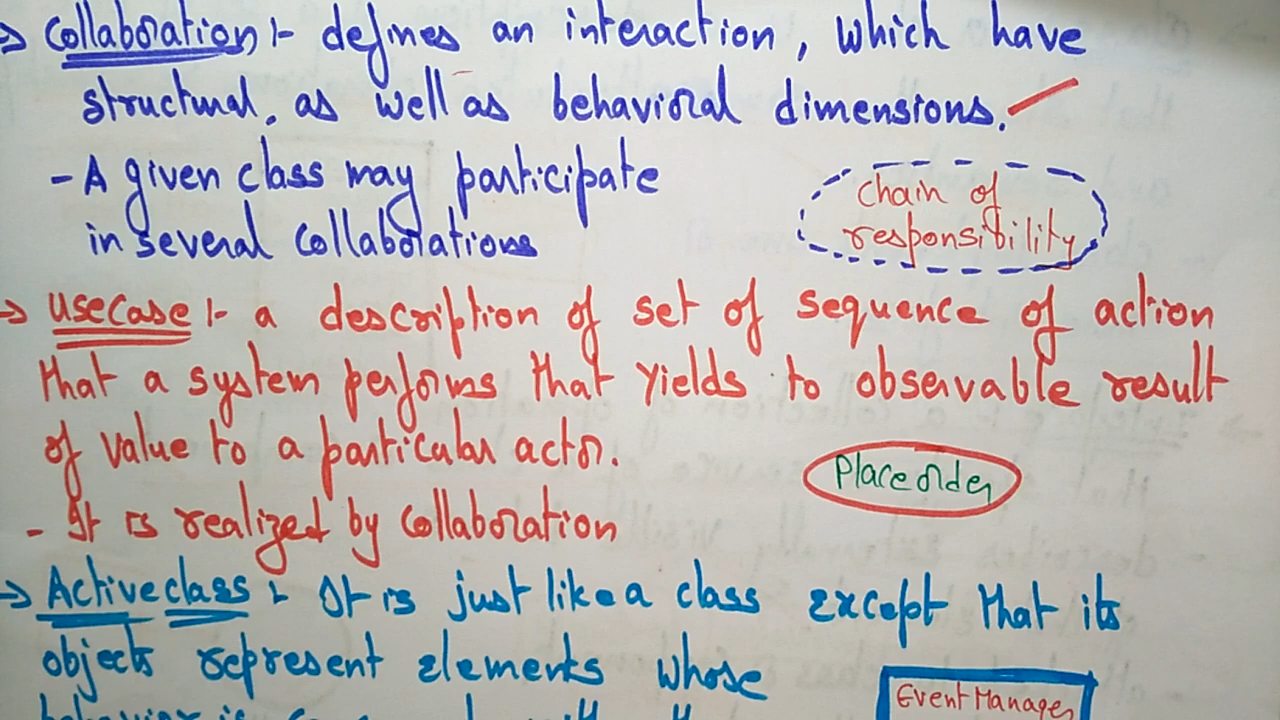 → Collaboration :- defines an interaction, which have
structural, as well as behavioral dimensions.
- A given class may participate
in several collaborations
chain of
responsibility
→ usecase :- a description of set of sequence of action
that a system performs that yields to observable result
of value to a particular actor.
Place order
- It is realized by collaboration
→ Active class :- It is just like a class except that its
objects represent elements whose
Event Manager
behavior is